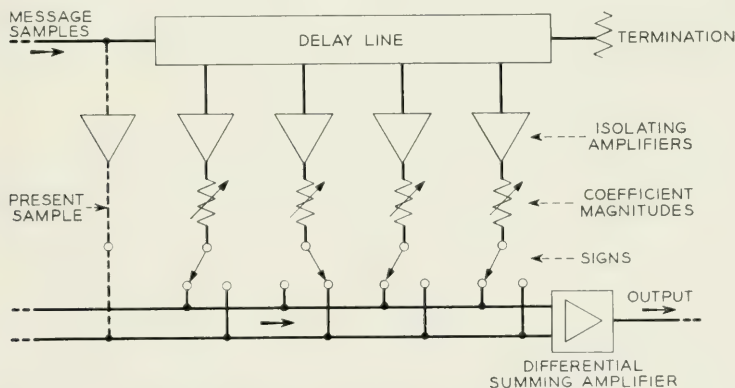 MESSAGE
SAMPLES
DELAY LINE
TERMINATION
ISOLATING
AMPLIFIERS
PRESENT
SAMPLE
COEFFICIENT
MAGNITUDES
SIGNS
OUTPUT
DIFFERENTIAL
SUMMING AMPLIFIER